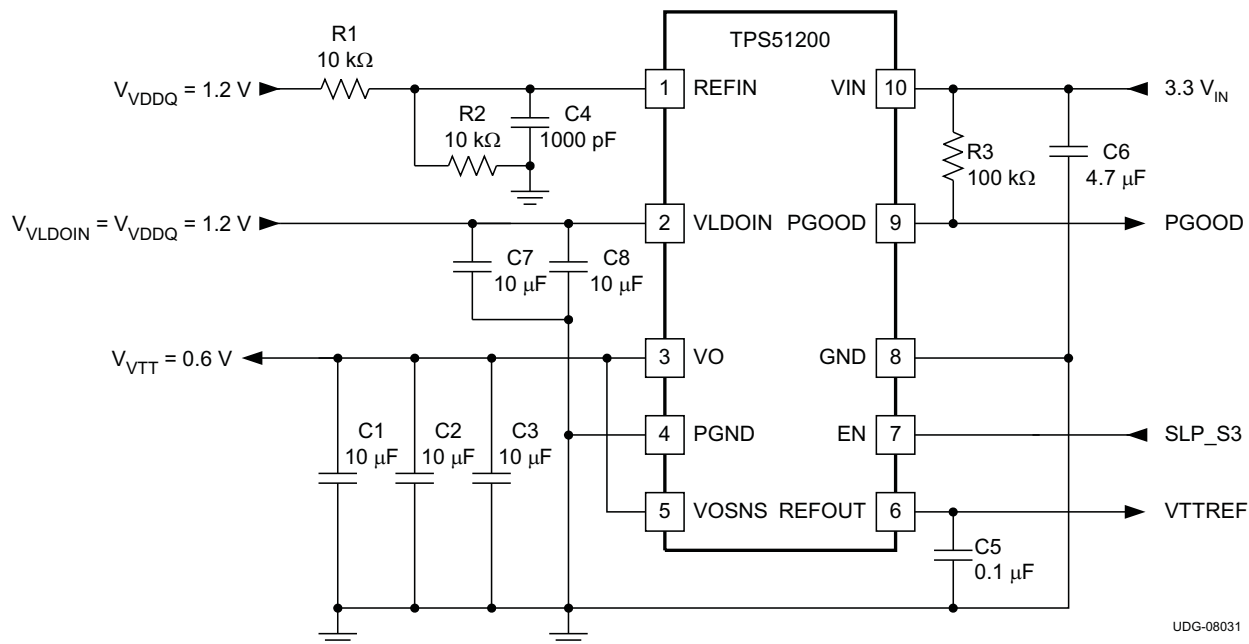 TPS51200
R1
10 kΩ
V_VDDQ = 1.2 V
1
REFIN
VIN
10
3.3 V_IN
R2
10 kΩ
C4
1000 pF
R3
100 kΩ
C6
4.7 μF
V_VLDOIN = V_VDDQ = 1.2 V
2
VLDOIN
PGOOD
9
PGOOD
C7
10 μF
C8
10 μF
V_VTT = 0.6 V
3
VO
GND
8
C1
10 μF
C2
10 μF
C3
10 μF
4
PGND
EN
7
SLP_S3
5
VOSNS
REFOUT
6
VTTREF
C5
0.1 μF
UDG-08031